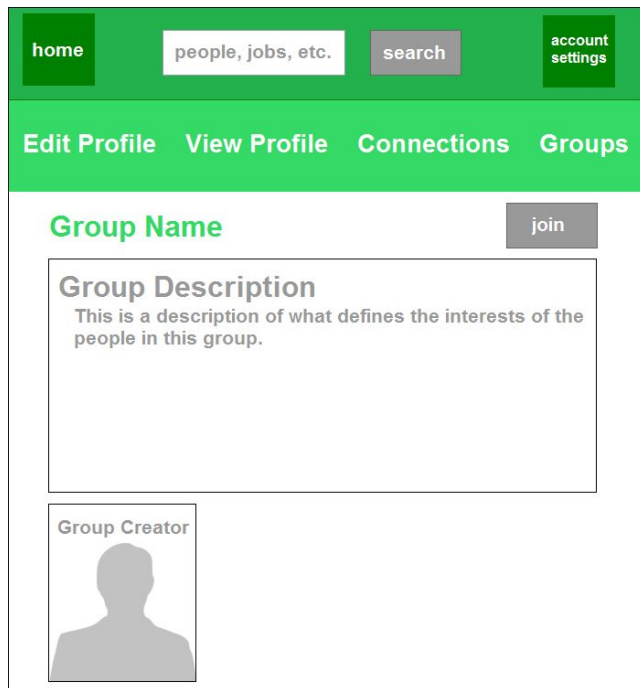 home
people, jobs, etc.
search
account
settings
Edit Profile
View Profile
Connections
Groups
Group Name
join
Group Description
This is a description of what defines the interests of the
people in this group.
Group Creator